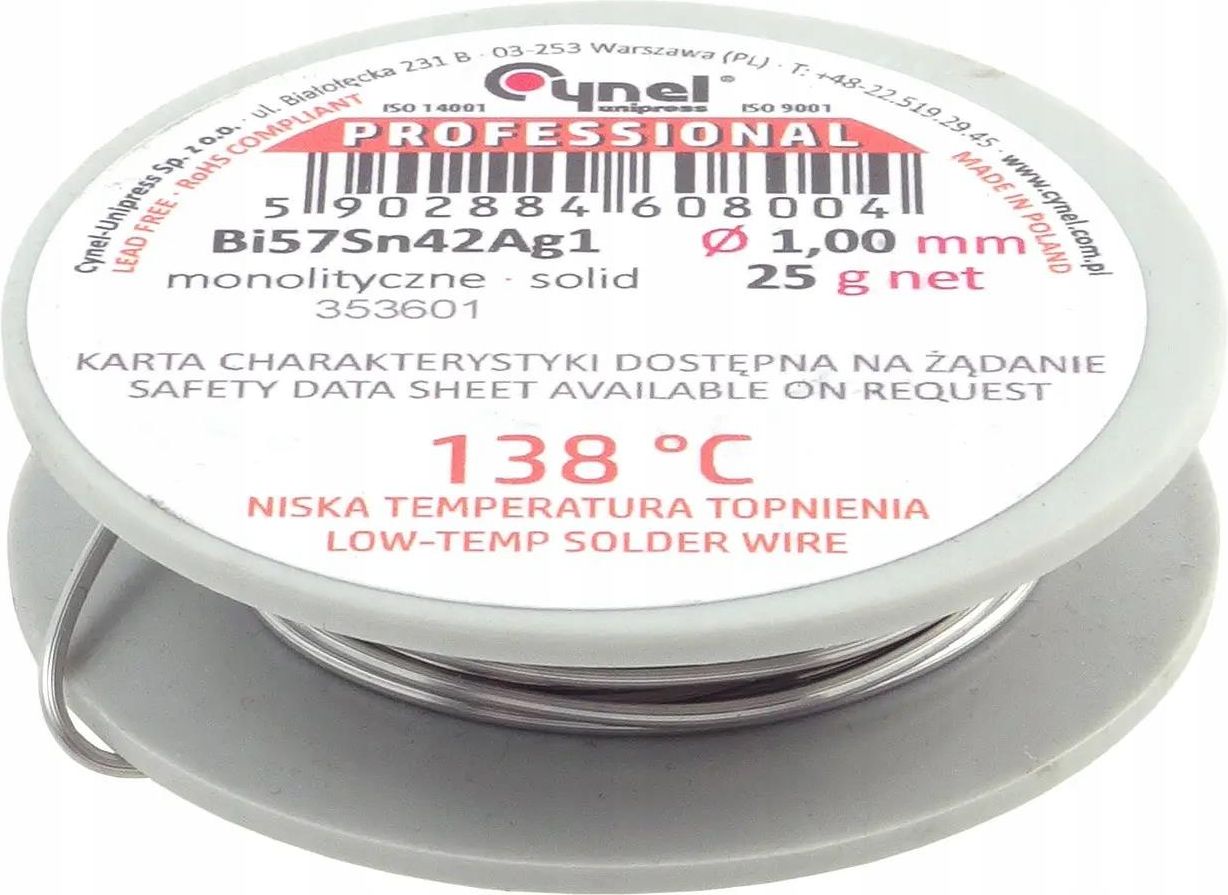 Cynel-Unipress Sp. z o.o. · ul. Białołęcka 231 B · 03-253 Warszawa (PL) · T: +48-22.519.29.45 · www.cynel.com.pl
LEAD FREE · RoHS COMPLIANT
MADE IN POLAND
Cynel®
unipress
ISO 14001
ISO 9001
PROFESSIONAL
5 902884 608004
Bi57Sn42Ag1
Ø 1,00 mm
monolityczne · solid
25 g net
353601
KARTA CHARAKTERYSTYKI DOSTĘPNA NA ŻĄDANIE
SAFETY DATA SHEET AVAILABLE ON REQUEST
138 °C
NISKA TEMPERATURA TOPNIENIA
LOW-TEMP SOLDER WIRE